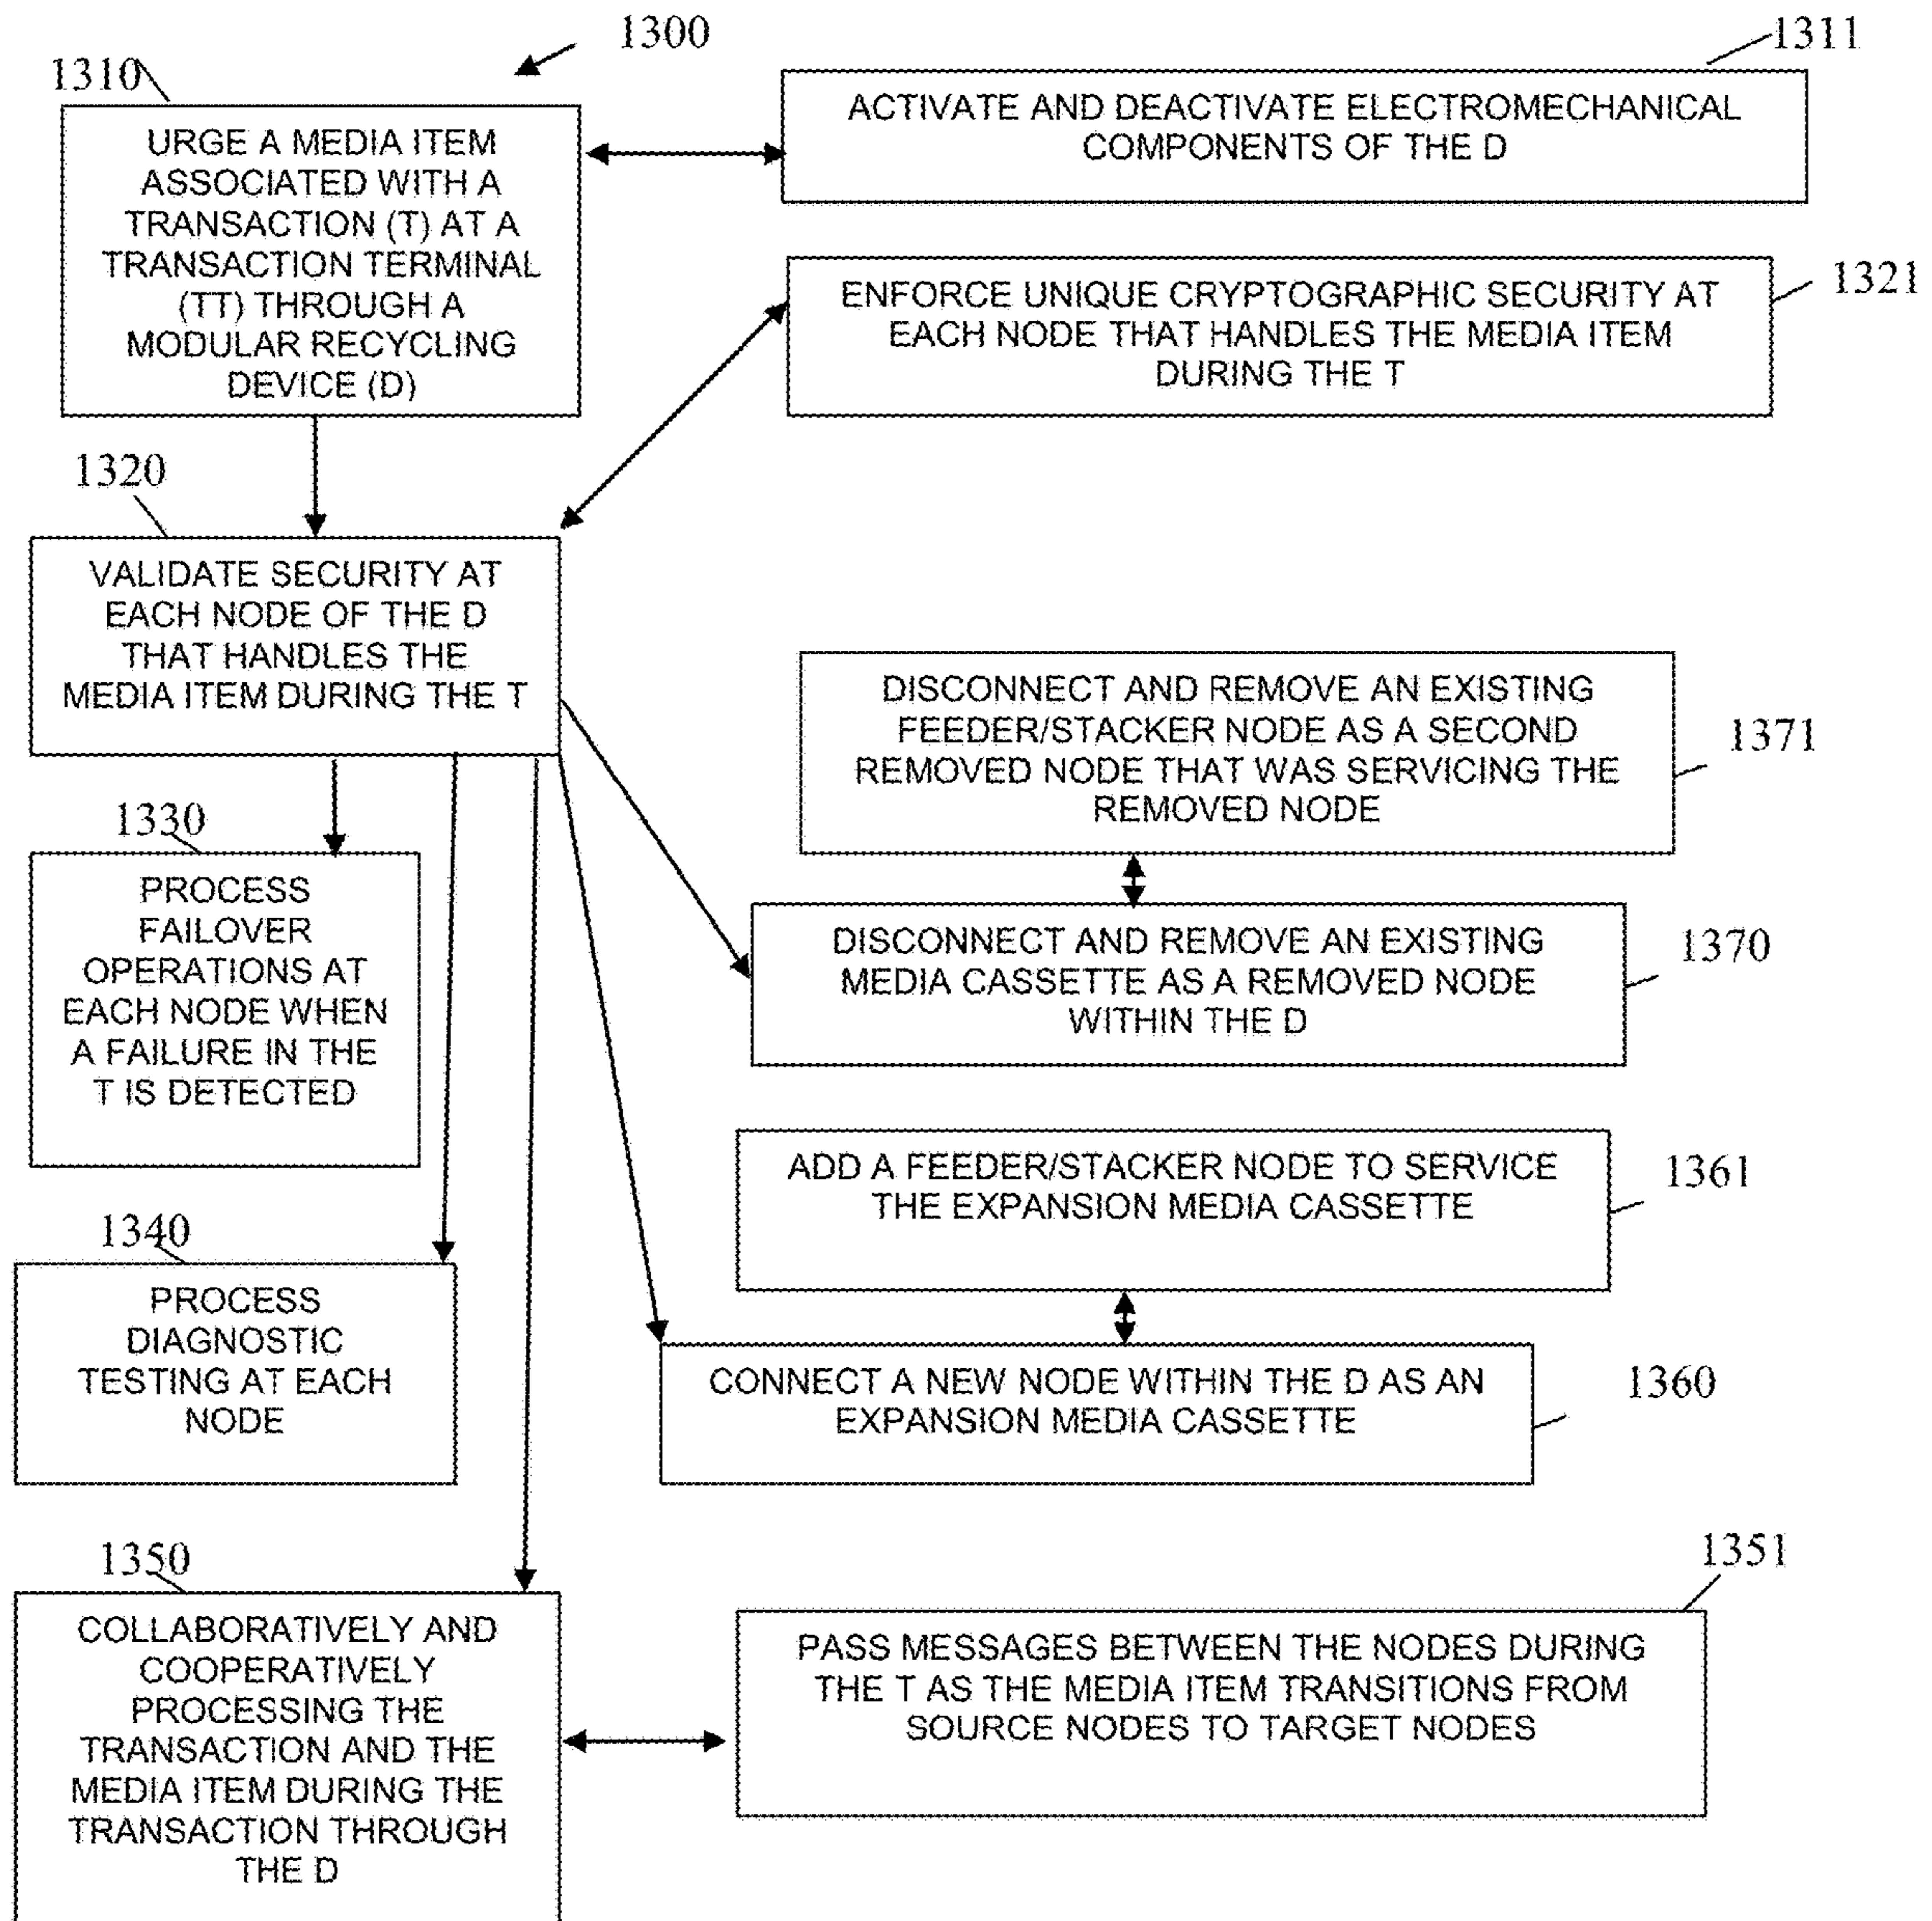 1300
1310
URGE A MEDIA ITEM
ASSOCIATED WITH A
TRANSACTION (T) AT A
TRANSACTION TERMINAL
(TT) THROUGH A
MODULAR RECYCLING
DEVICE (D)
1311
ACTIVATE AND DEACTIVATE ELECTROMECHANICAL
COMPONENTS OF THE D
1321
ENFORCE UNIQUE CRYPTOGRAPHIC SECURITY AT
EACH NODE THAT HANDLES THE MEDIA ITEM
DURING THE T
1320
VALIDATE SECURITY AT
EACH NODE OF THE D
THAT HANDLES THE
MEDIA ITEM DURING THE T
1371
DISCONNECT AND REMOVE AN EXISTING
FEEDER/STACKER NODE AS A SECOND
REMOVED NODE THAT WAS SERVICING THE
REMOVED NODE
1330
PROCESS
FAILOVER
OPERATIONS AT
EACH NODE WHEN
A FAILURE IN THE
T IS DETECTED
1370
DISCONNECT AND REMOVE AN EXISTING
MEDIA CASSETTE AS A REMOVED NODE
WITHIN THE D
1361
ADD A FEEDER/STACKER NODE TO SERVICE
THE EXPANSION MEDIA CASSETTE
1340
PROCESS
DIAGNOSTIC
TESTING AT EACH
NODE
1360
CONNECT A NEW NODE WITHIN THE D AS AN
EXPANSION MEDIA CASSETTE
1350
COLLABORATIVELY AND
COOPERATIVELY
PROCESSING THE
TRANSACTION AND THE
MEDIA ITEM DURING THE
TRANSACTION THROUGH
THE D
1351
PASS MESSAGES BETWEEN THE NODES DURING
THE T AS THE MEDIA ITEM TRANSITIONS FROM
SOURCE NODES TO TARGET NODES